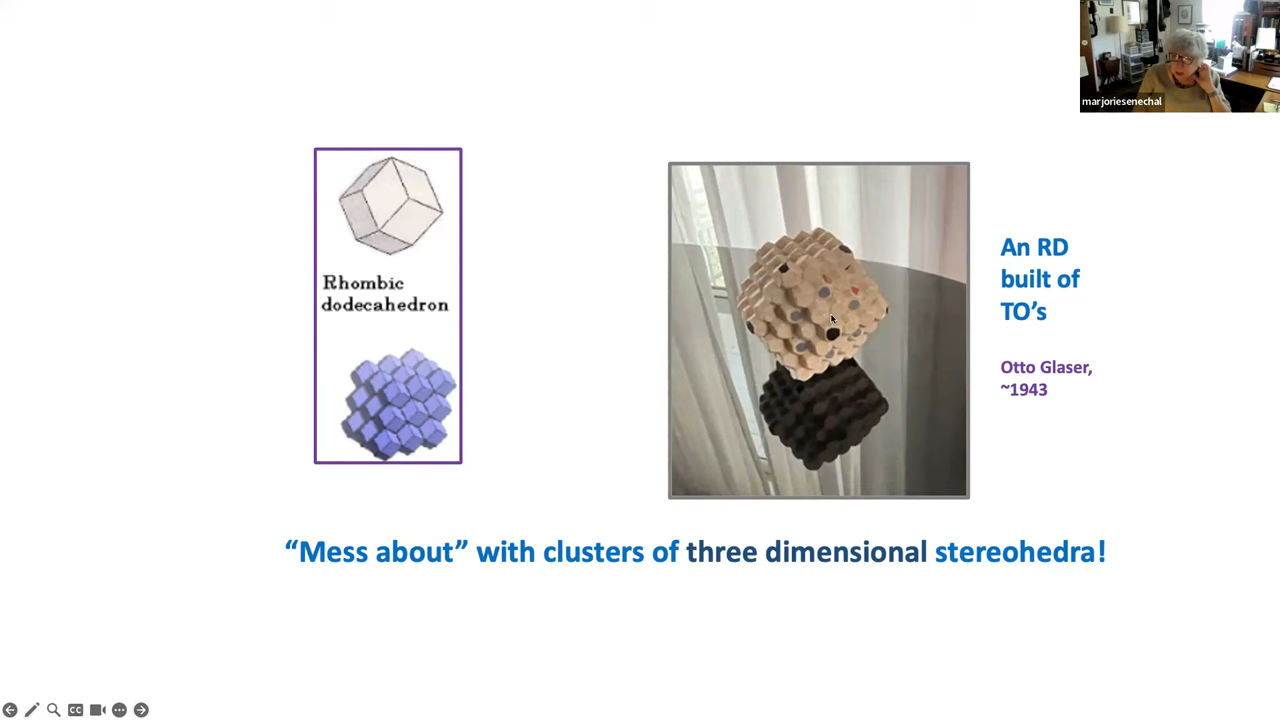 marjoriesenechal
Rhombic
dodecahedron
An RD
built of
TO's
Otto Glaser,
~1943
“Mess about” with clusters of three dimensional stereohedra!
CC